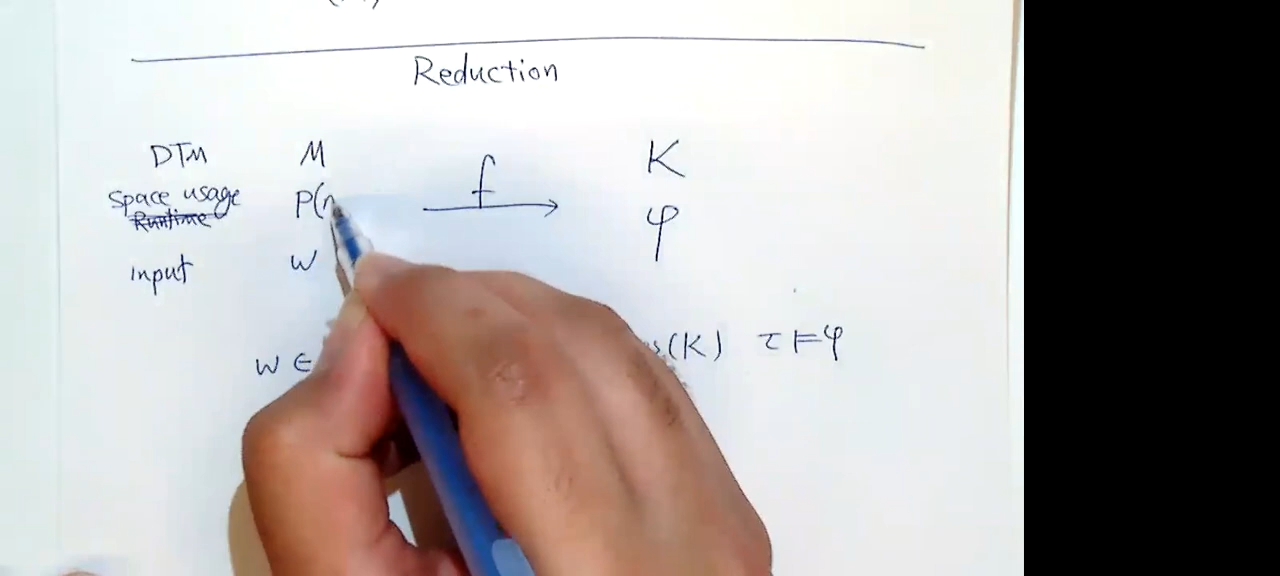 Reduction
DTM M f K
Space usage P(n φ
Runtime
input w
w ∈ s(K) τ ⊨ φ